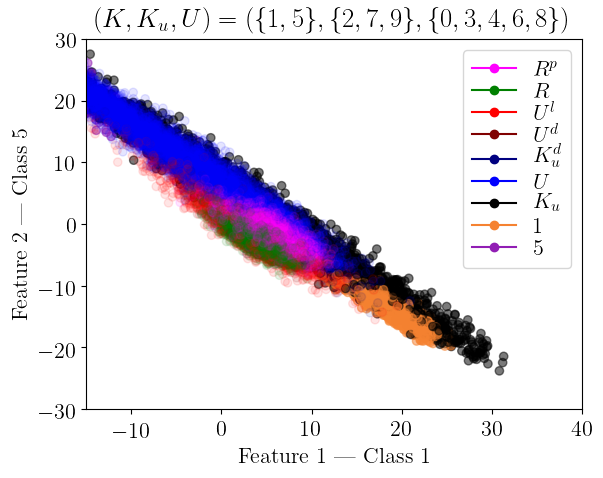 (K, K_u, U) = ({1, 5}, {2, 7, 9}, {0, 3, 4, 6, 8})
30
20
10
0
−10
−20
−30
Feature 2 — Class 5
R^p
R
U^l
U^d
K_u^d
U
K_u
1
5
−10
0
10
20
30
40
Feature 1 — Class 1